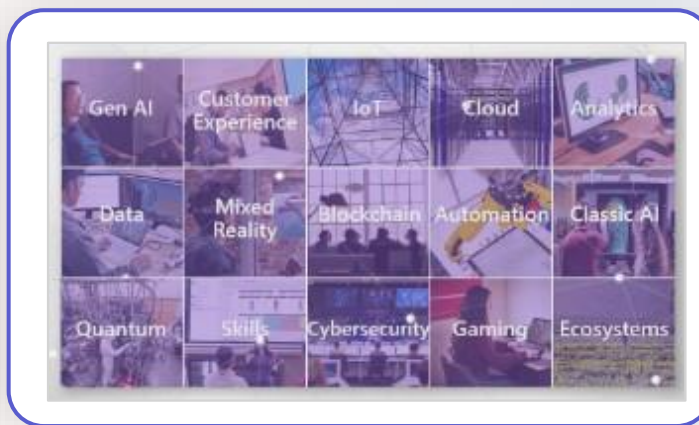 Gen AI
Customer
Experience
IoT
Cloud
Analytics
Data
Mixed
Reality
Blockchain
Automation
Classic AI
Quantum
Skills
Cybersecurity
Gaming
Ecosystems